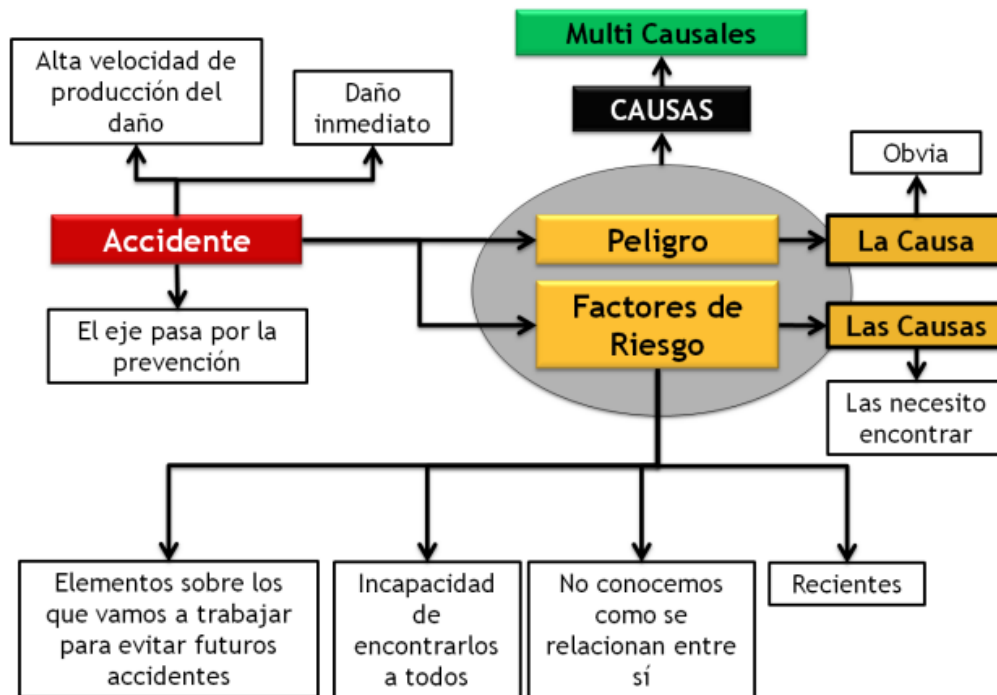 Multi Causales
Alta velocidad de
producción del
daño
Daño
inmediato
CAUSAS
Obvia
Accidente
Peligro
La Causa
El eje pasa por la
prevención
Factores de
Riesgo
Las Causas
Las necesito
encontrar
Elementos sobre los
que vamos a trabajar
para evitar futuros
accidentes
Incapacidad
de
encontrarlos
a todos
No conocemos
como se
relacionan entre
sí
Recientes